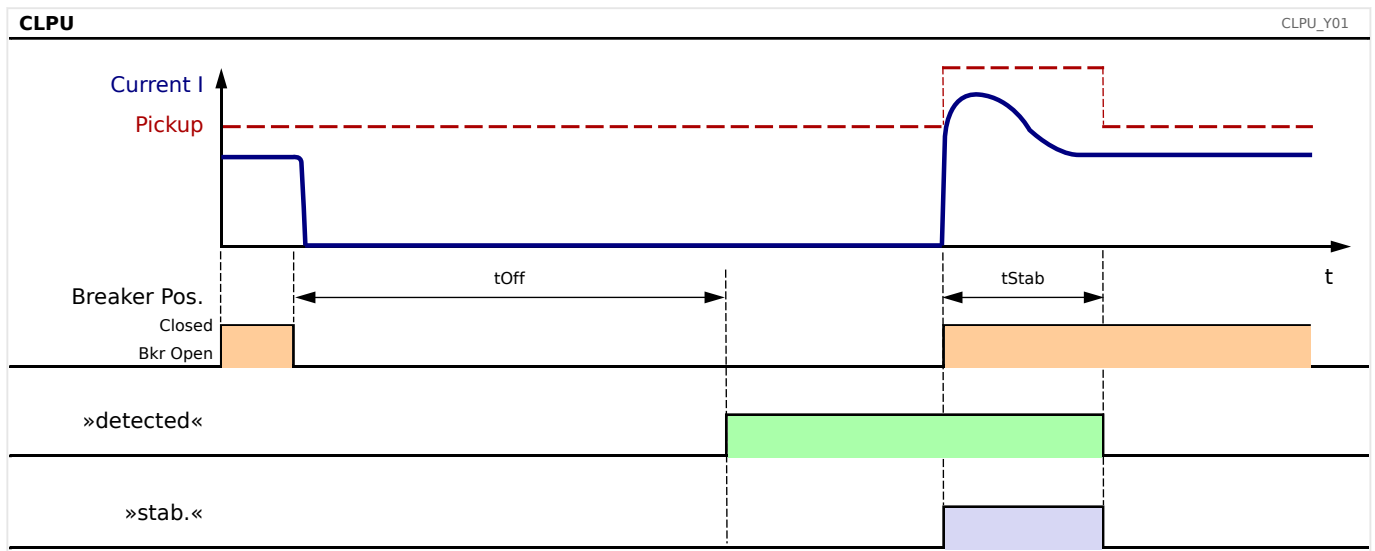 CLPU
CLPU_Y01
Current I
Pickup
t
tOff
tStab
Breaker Pos.
Closed
Bkr Open
»detected«
»stab.«